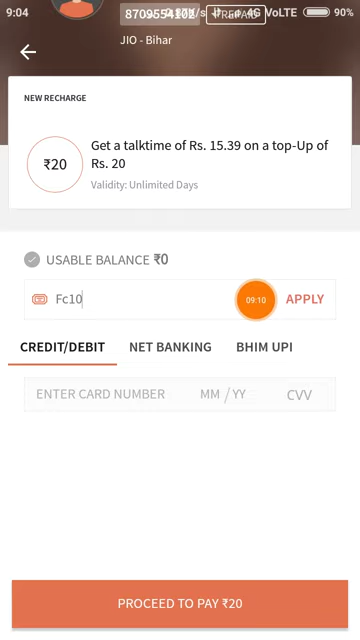 9:04
4G VoLTE 90%
8709554102
PREPAID
JIO - Bihar
NEW RECHARGE
₹20
Get a talktime of Rs. 15.39 on a top-Up of
Rs. 20
Validity: Unlimited Days
USABLE BALANCE ₹0
Fc10
09:10
APPLY
CREDIT/DEBIT NET BANKING BHIM UPI
ENTER CARD NUMBER MM / YY CVV
PROCEED TO PAY ₹20